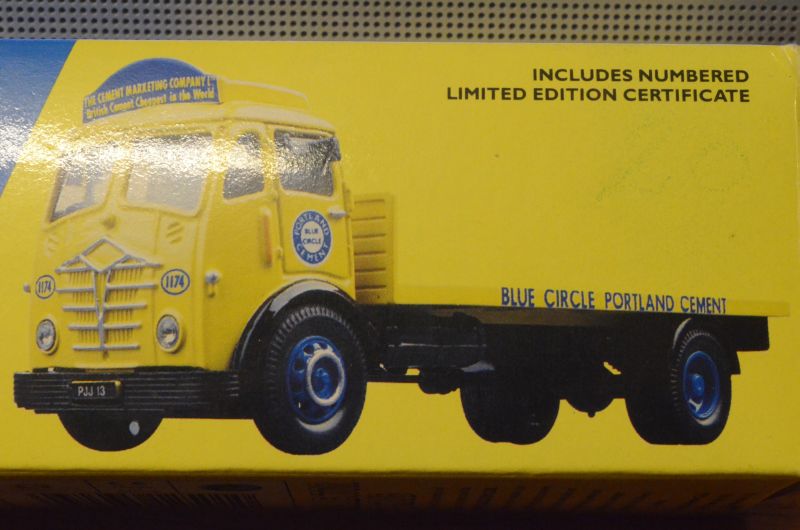 INCLUDES NUMBERED
LIMITED EDITION CERTIFICATE
THE CEMENT MARKETING COMPANY LTD
British Cement Cheapest in the World
PORTLAND
BLUE
CIRCLE
CEMENT
1174
1174
BLUE CIRCLE PORTLAND CEMENT
PJJ 13